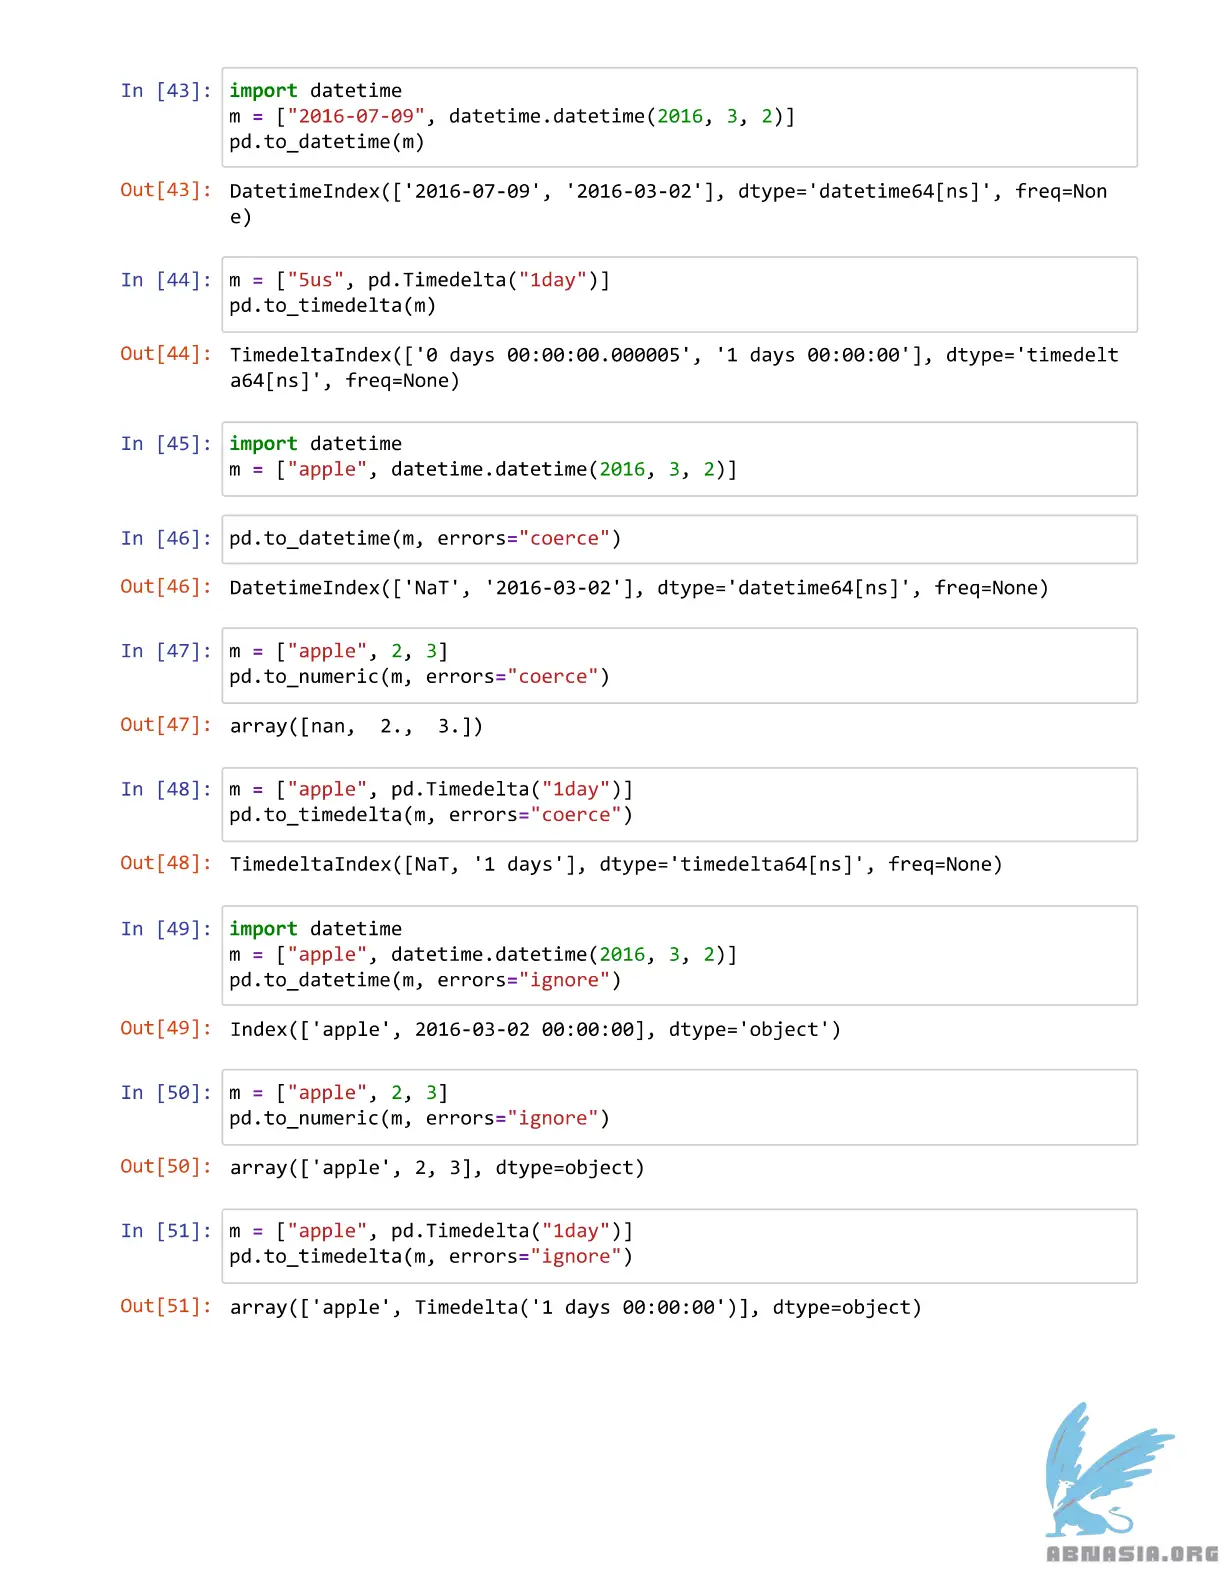 In [43]: import datetime
m = ["2016-07-09", datetime.datetime(2016, 3, 2)]
pd.to_datetime(m)
Out[43]: DatetimeIndex(['2016-07-09', '2016-03-02'], dtype='datetime64[ns]', freq=Non
e)
In [44]: m = ["5us", pd.Timedelta("1day")]
pd.to_timedelta(m)
Out[44]: TimedeltaIndex(['0 days 00:00:00.000005', '1 days 00:00:00'], dtype='timedelt
a64[ns]', freq=None)
In [45]: import datetime
m = ["apple", datetime.datetime(2016, 3, 2)]
In [46]: pd.to_datetime(m, errors="coerce")
Out[46]: DatetimeIndex(['NaT', '2016-03-02'], dtype='datetime64[ns]', freq=None)
In [47]: m = ["apple", 2, 3]
pd.to_numeric(m, errors="coerce")
Out[47]: array([nan,  2.,  3.])
In [48]: m = ["apple", pd.Timedelta("1day")]
pd.to_timedelta(m, errors="coerce")
Out[48]: TimedeltaIndex([NaT, '1 days'], dtype='timedelta64[ns]', freq=None)
In [49]: import datetime
m = ["apple", datetime.datetime(2016, 3, 2)]
pd.to_datetime(m, errors="ignore")
Out[49]: Index(['apple', 2016-03-02 00:00:00], dtype='object')
In [50]: m = ["apple", 2, 3]
pd.to_numeric(m, errors="ignore")
Out[50]: array(['apple', 2, 3], dtype=object)
In [51]: m = ["apple", pd.Timedelta("1day")]
pd.to_timedelta(m, errors="ignore")
Out[51]: array(['apple', Timedelta('1 days 00:00:00')], dtype=object)
ABNASIA.ORG